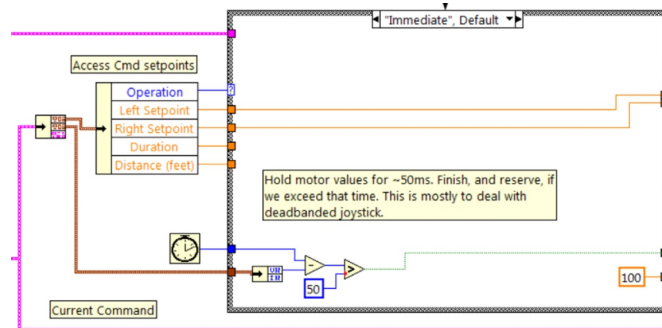 "Immediate", Default
Access Cmd setpoints
Operation
Left Setpoint
Right Setpoint
Duration
Distance (feet)
?
Hold motor values for ~50ms. Finish, and reserve, if
we exceed that time. This is mostly to deal with
deadbanded joystick.
-
>
50
100
Current Command